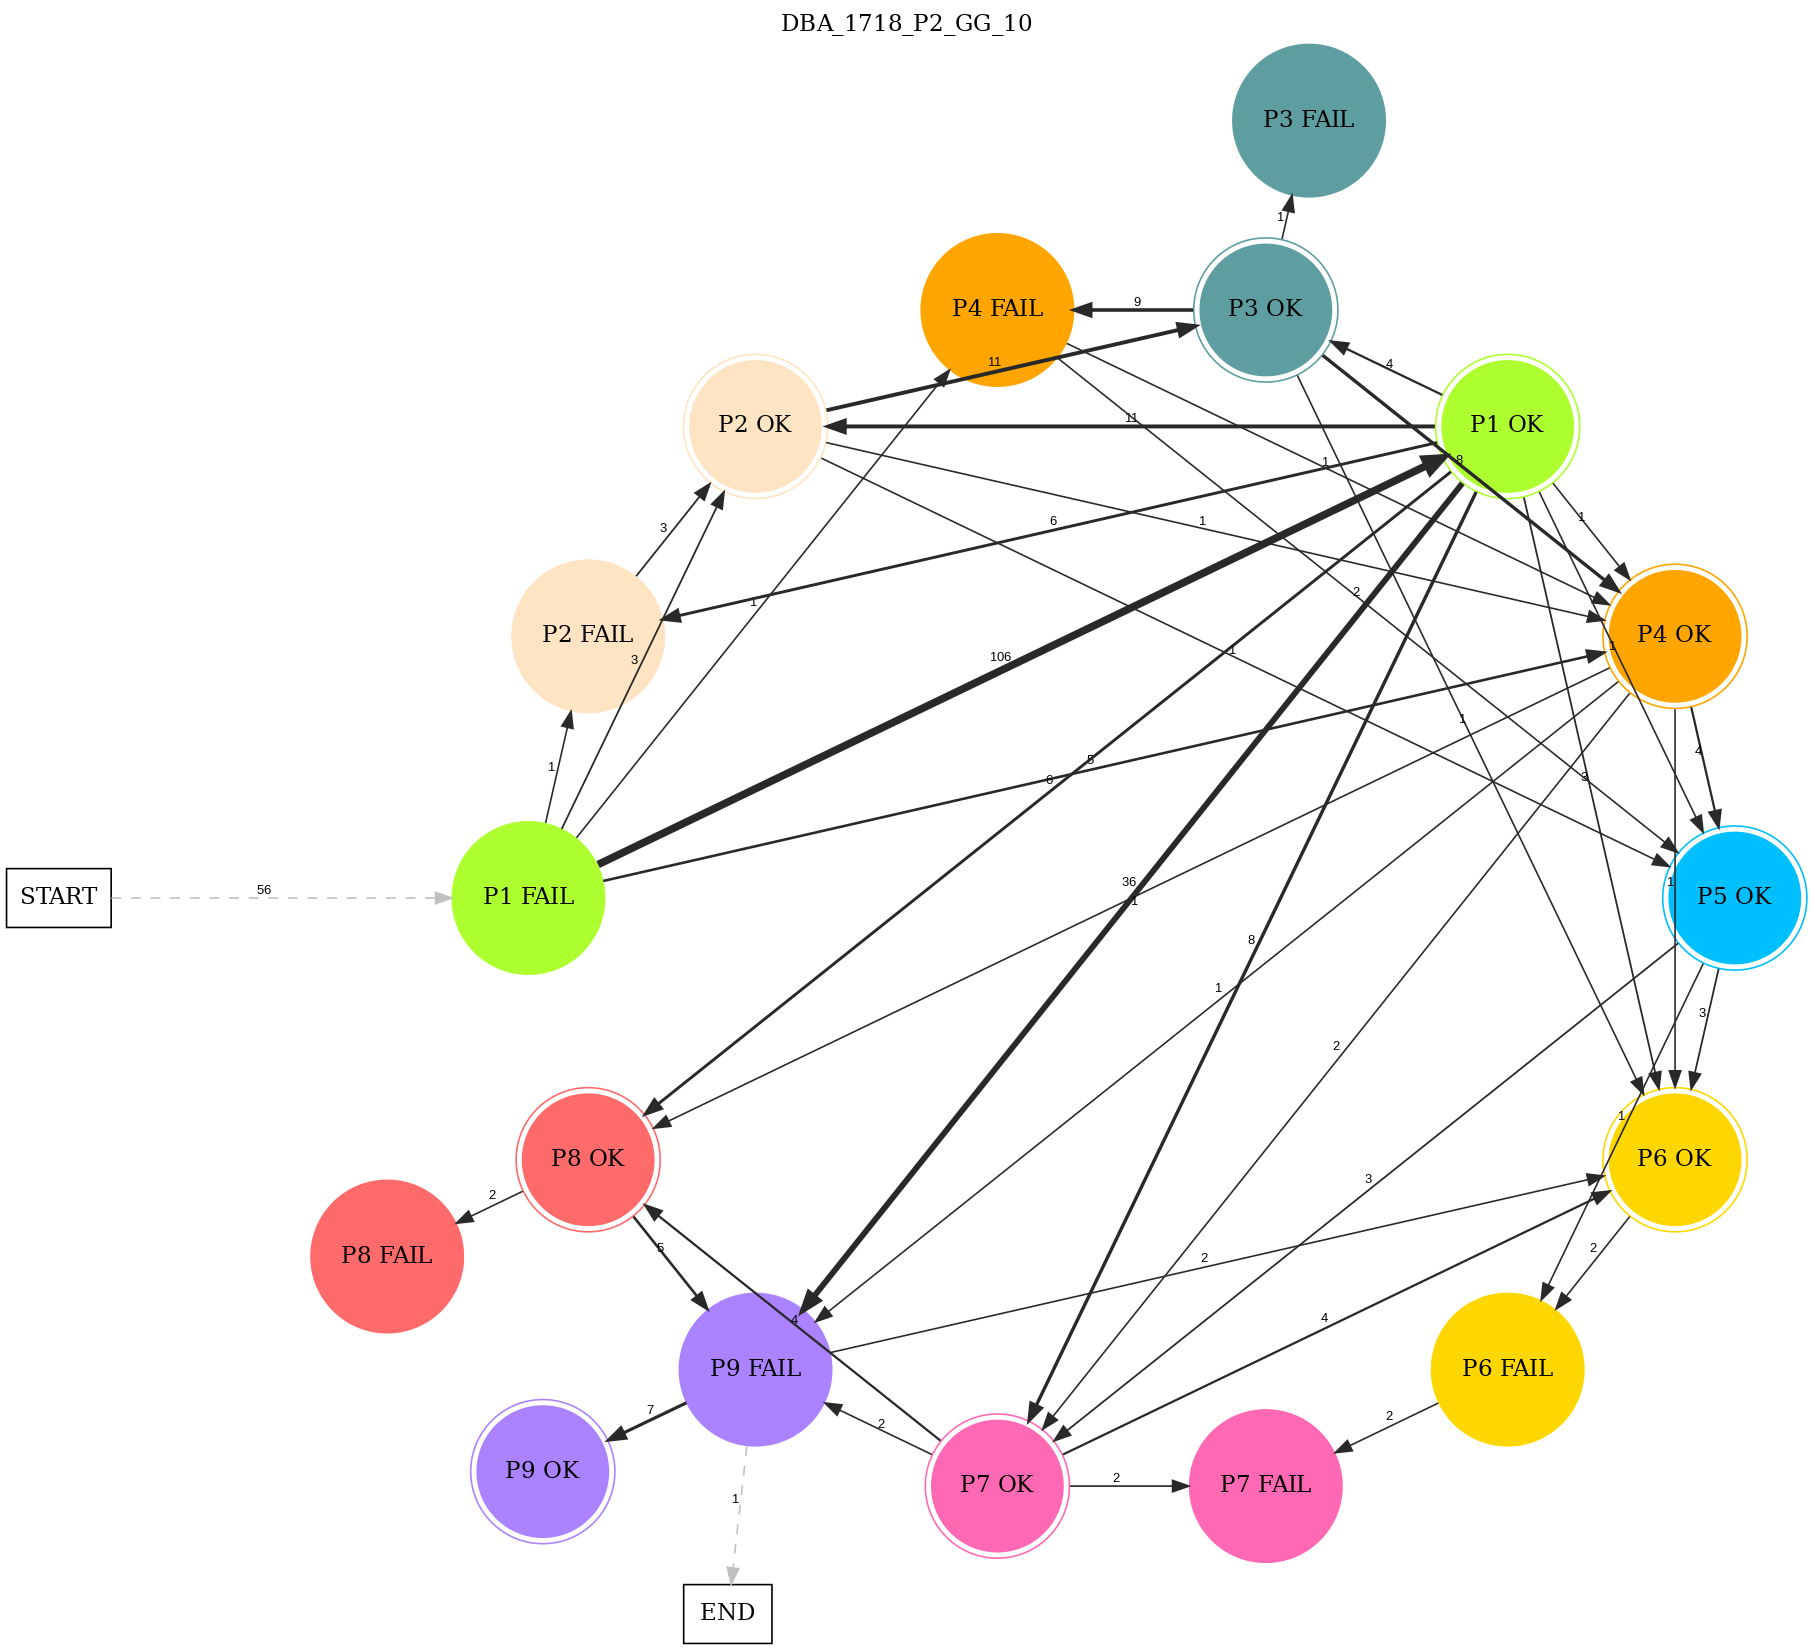 DBA_1718_P2_GG_10
P3 FAIL
1
P4 FAIL
9
P3 OK
11
4
P2 OK
11
P1 OK
1
8
3
6
1
1
P2 FAIL
1
2
P4 OK
3
106
1
1
1
1
4
5
6
3
START
56
P1 FAIL
36
1
1
P5 OK
8
1
3
2
1
P8 OK
3
P6 OK
2
P8 FAIL
5
2
2
4
4
P9 FAIL
P6 FAIL
7
2
2
P9 OK
2
P7 OK
P7 FAIL
1
END